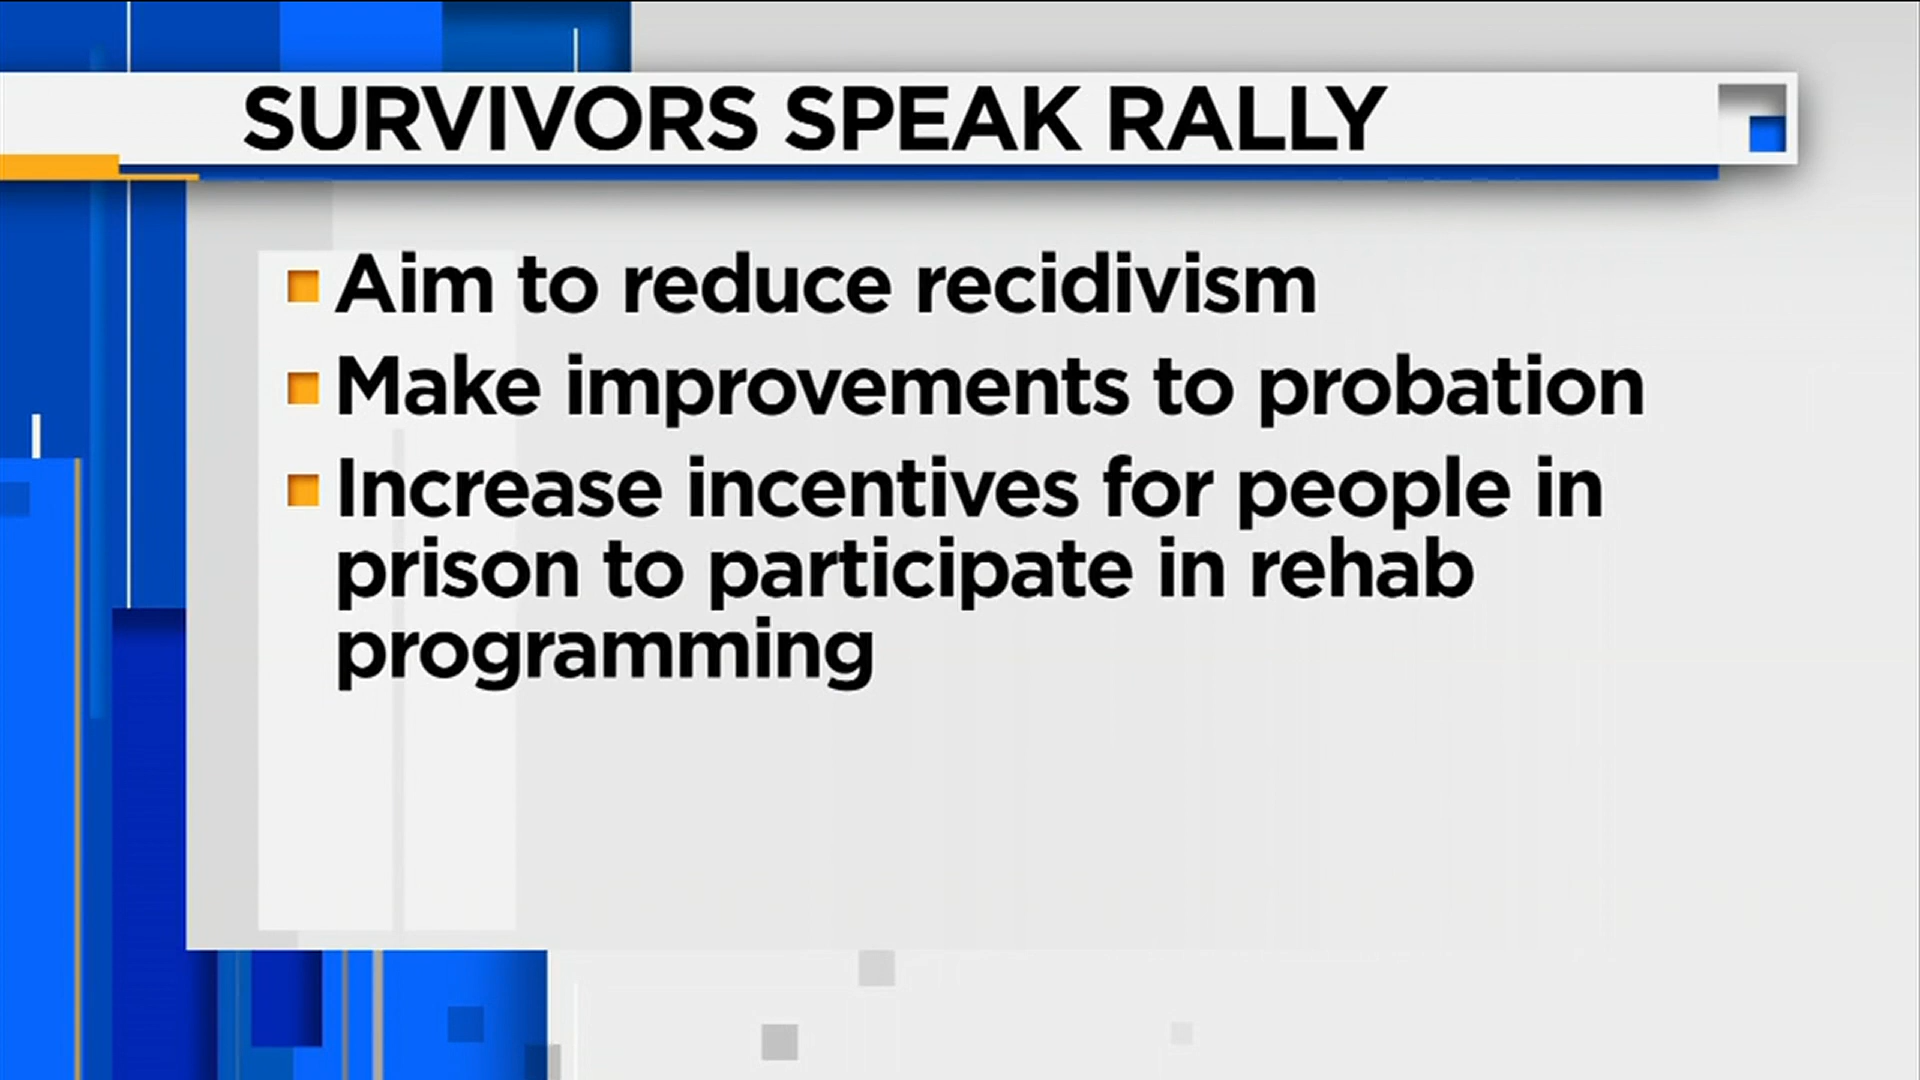 SURVIVORS SPEAK RALLY
Aim to reduce recidivism
Make improvements to probation
Increase incentives for people in
prison to participate in rehab
programming